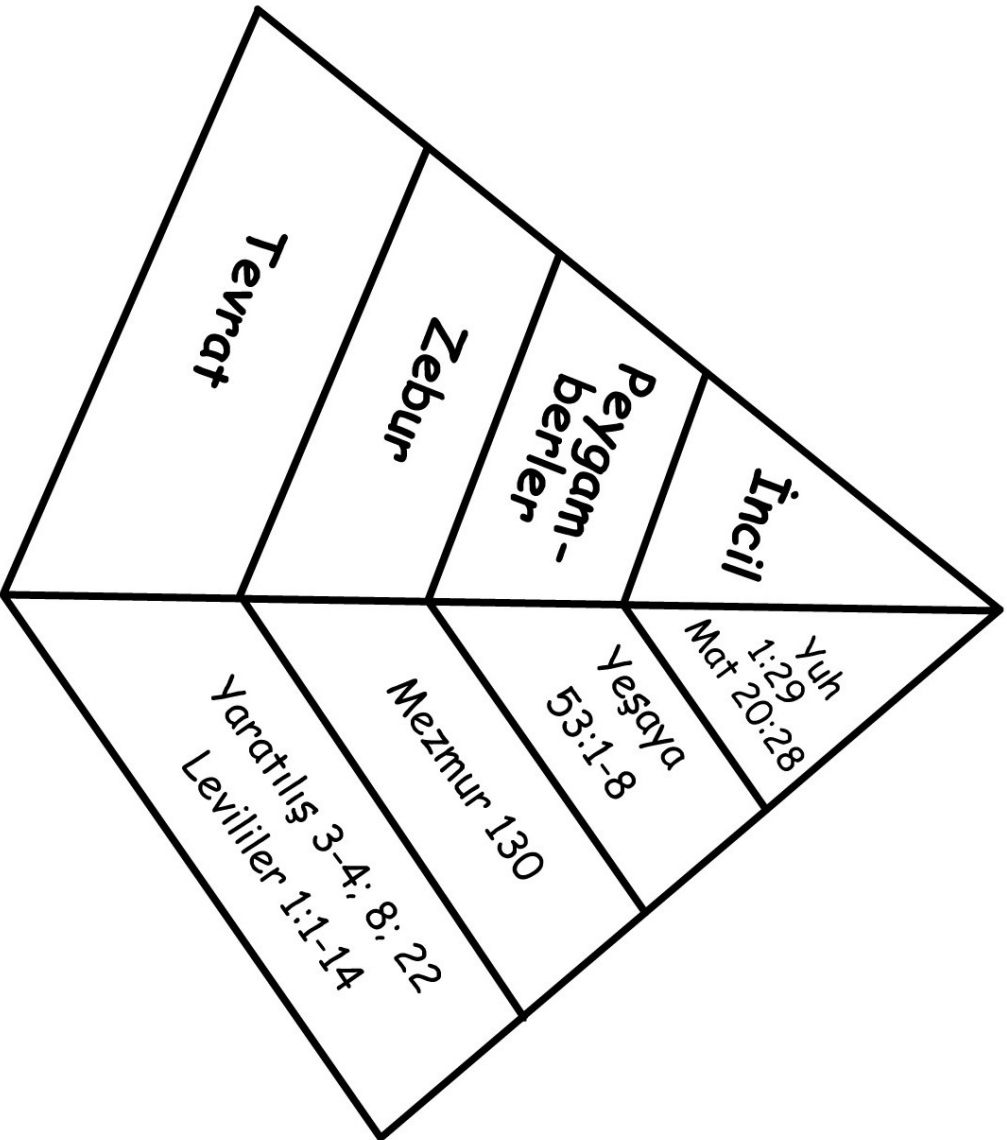 Tevrat
Zebur
Peygam-
berler
İncil
Yaratılış 3-4; 8; 22
Levililer 1:1-14
Mezmur 130
Yeşaya
53:1-8
Yuh
1:29
Mat 20:28